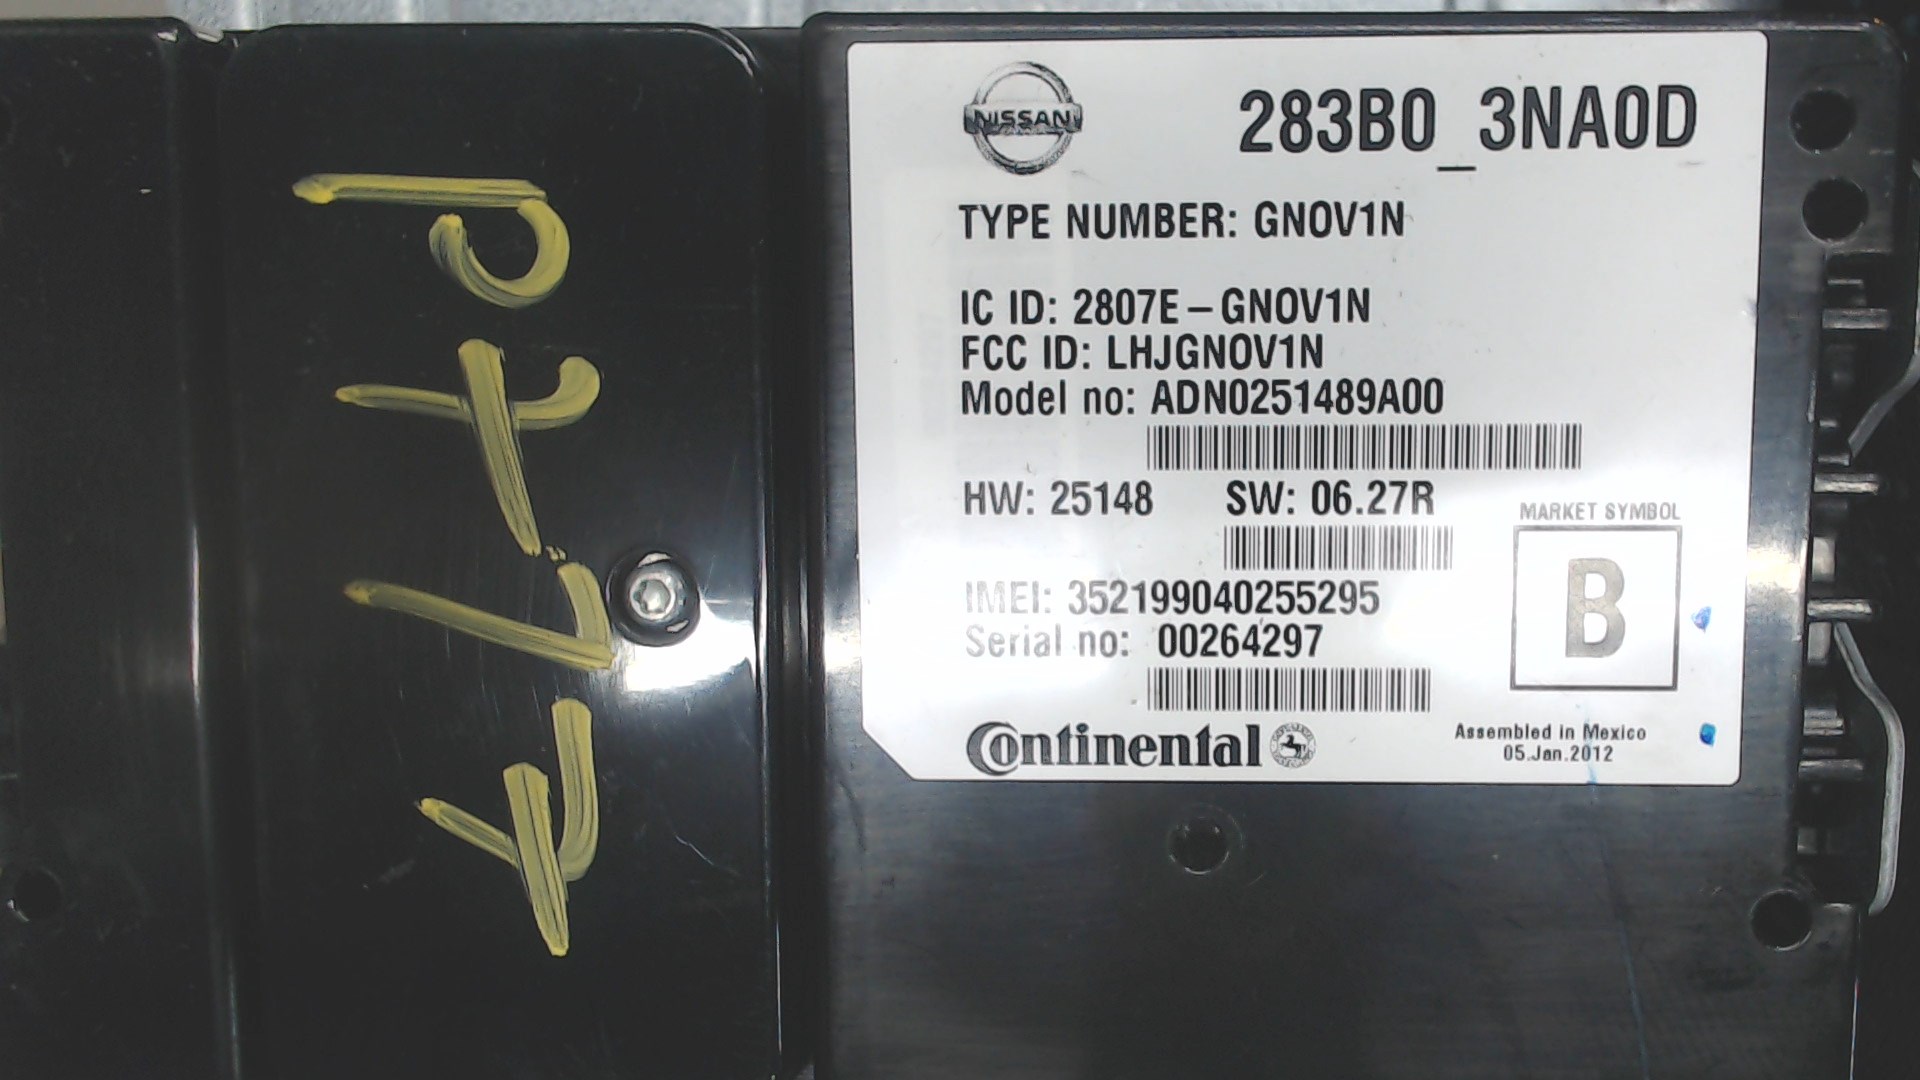 NISSAN
283B0_3NA0D
TYPE NUMBER: GNOV1N
IC ID: 2807E-GNOV1N
FCC ID: LHJGNOV1N
Model no: ADN0251489A00
HW: 25148 SW: 06.27R
MARKET SYMBOL
B
IMEI: 352199040255295
Serial no: 00264297
Continental
Assembled in Mexico
05.Jan.2012